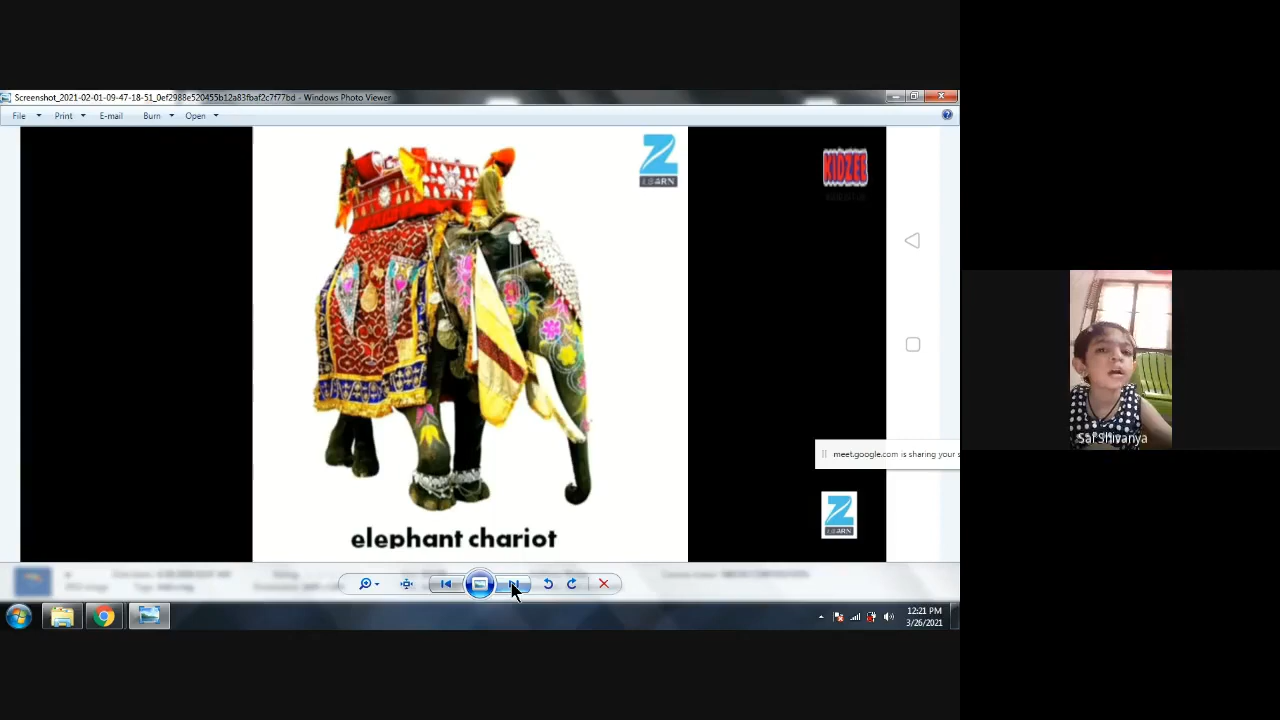 Screenshot_2021-02-01-09-47-18-51_0ef2988e520455b12a83fbaf2c7f77bd - Windows Photo Viewer
File Print E-mail Burn Open
Z
LEARN
KIDZEE
elephant chariot
meet.google.com is sharing your s
Z
LEARN
Sai Shivanya
12:21 PM
3/26/2021